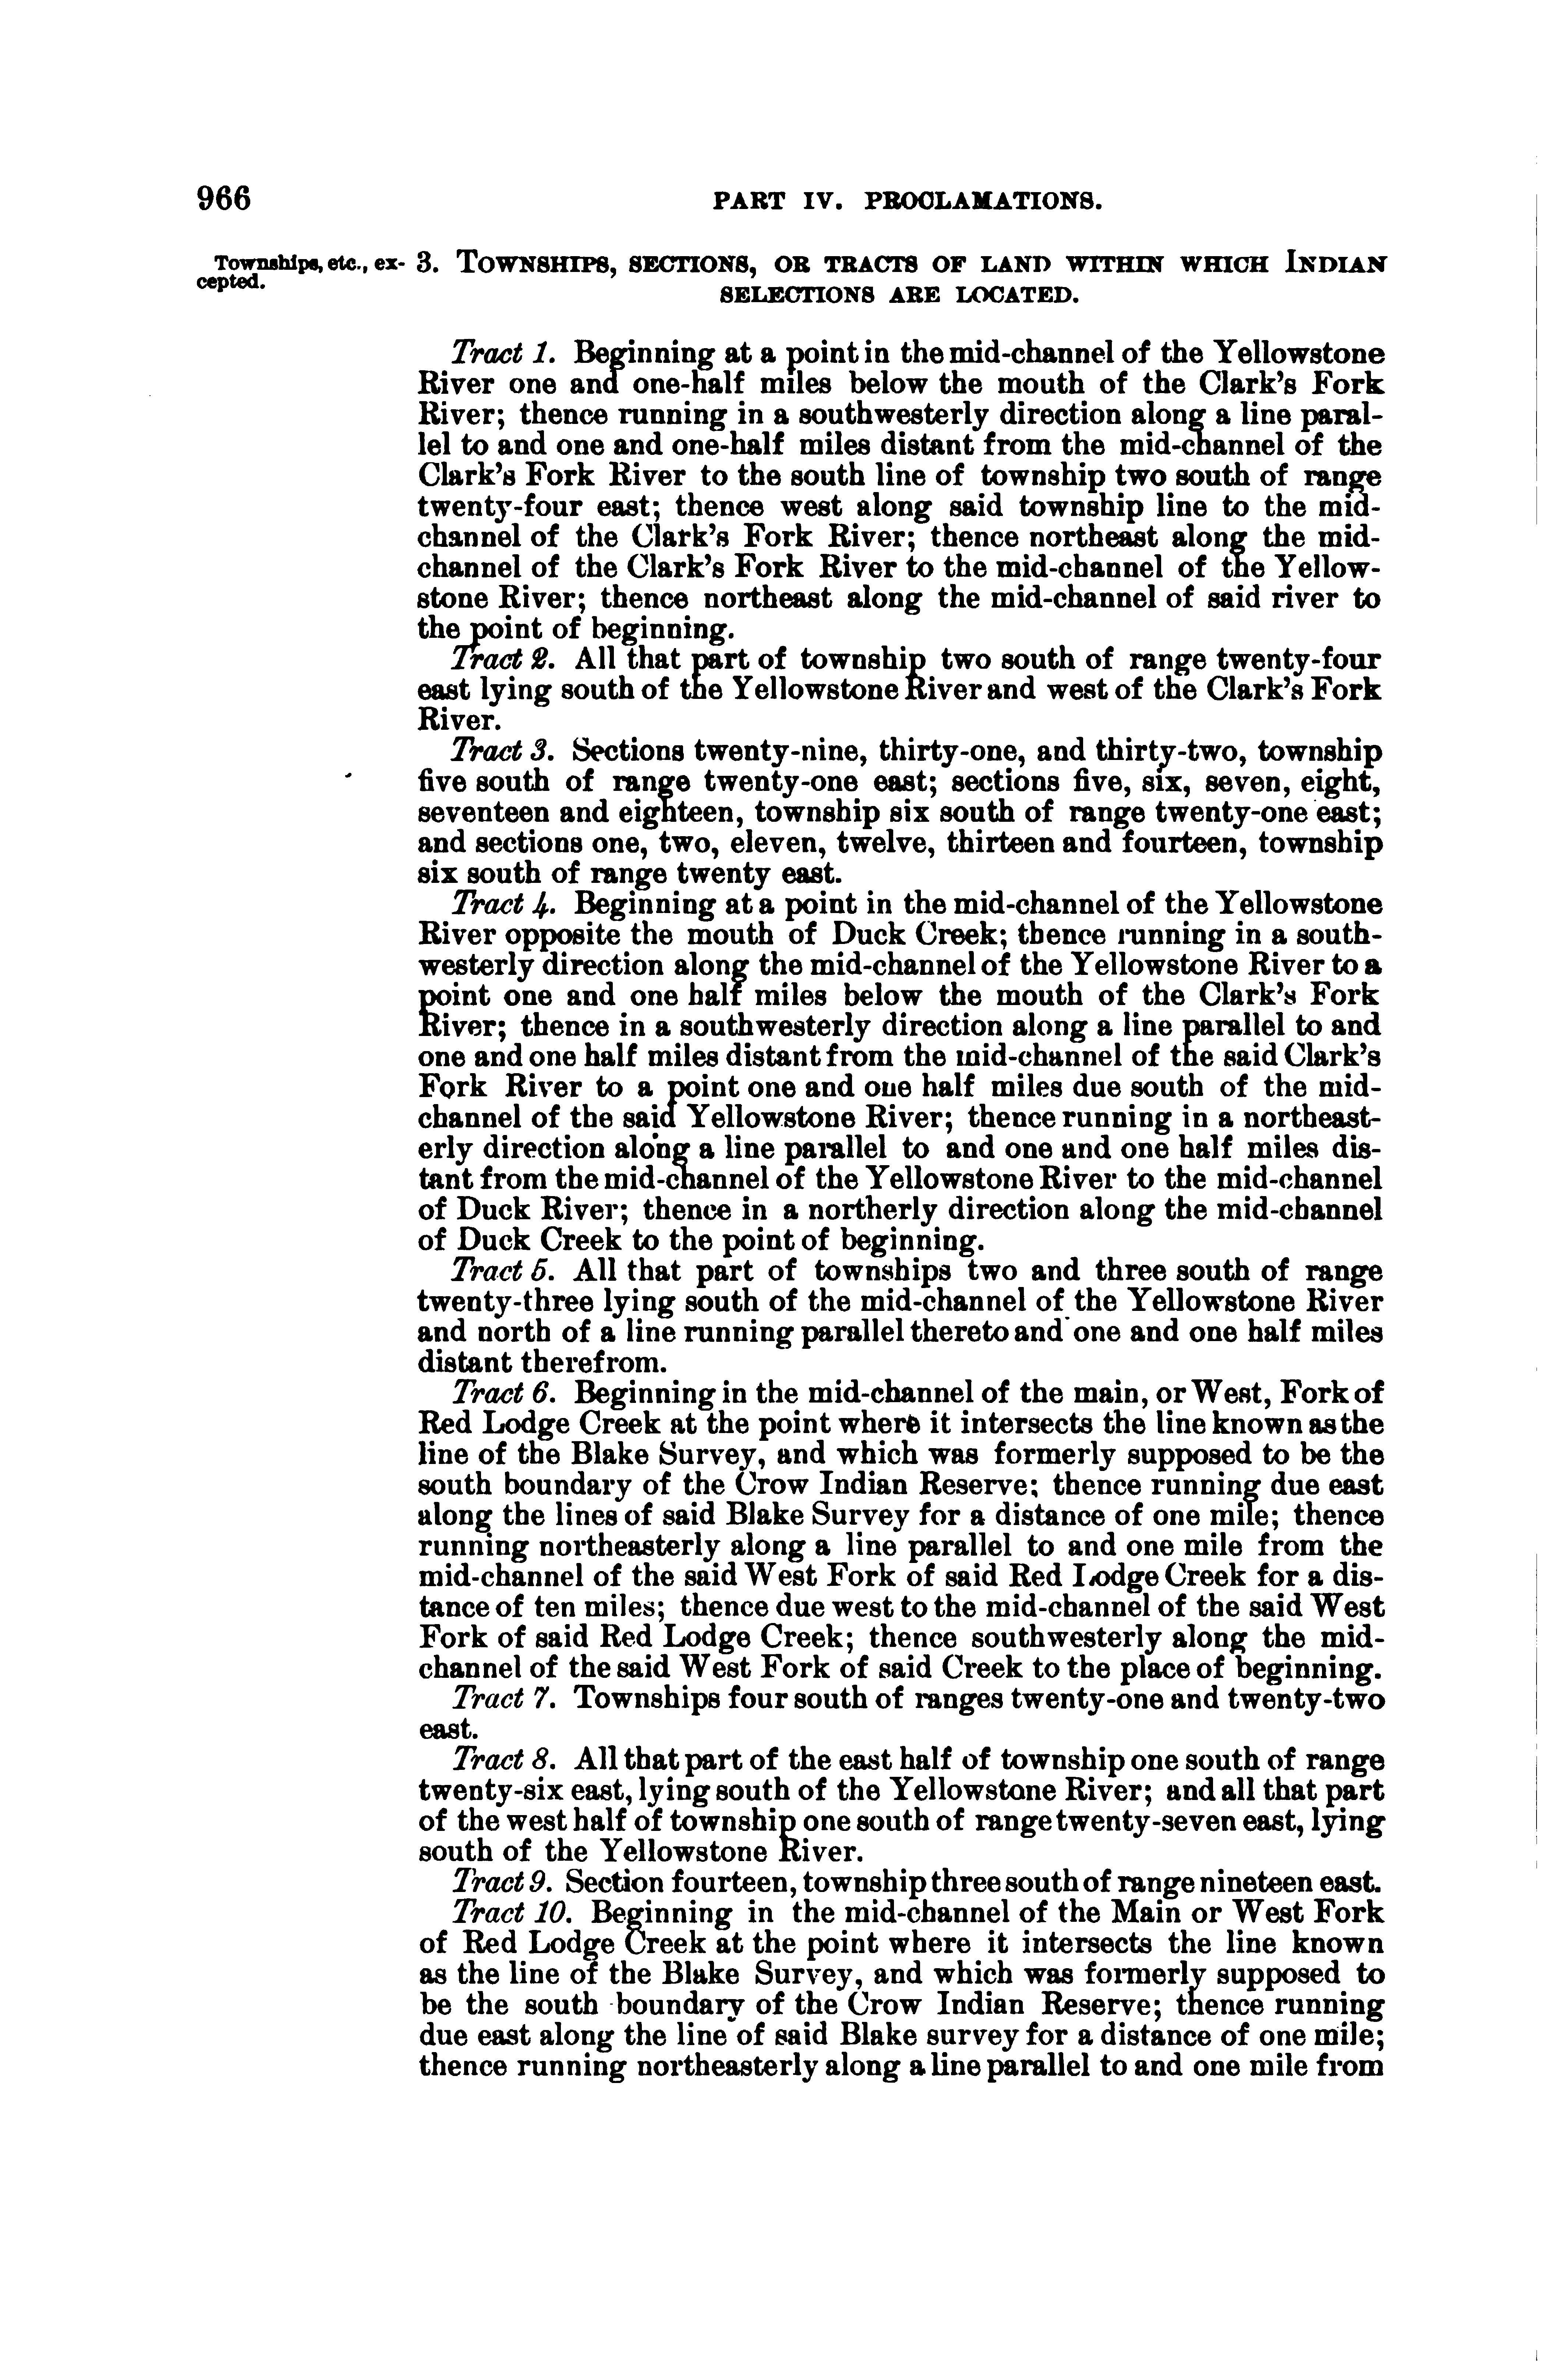 966 PART IV. PROCLAMATIONS.
Townships, etc., ex-
cepted.
3. TOWNSHIPS, SECTIONS, OR TRACTS OF LAND WITHIN WHICH INDIAN
SELECTIONS ARE LOCATED.
Tract 1. Beginning at a point in the mid-channel of the Yellowstone
River one and one-half miles below the mouth of the Clark's Fork
River; thence running in a southwesterly direction along a line paral-
lel to and one and one-half miles distant from the mid-channel of the
Clark's Fork River to the south line of township two south of range
twenty-four east; thence west along said township line to the mid-
channel of the Clark's Fork River; thence northeast along the mid-
channel of the Clark's Fork River to the mid-channel of the Yellow-
stone River; thence northeast along the mid-channel of said river to
the point of beginning.
Tract 2. All that part of township two south of range twenty-four
east lying south of the Yellowstone River and west of the Clark's Fork
River.
Tract 3. Sections twenty-nine, thirty-one, and thirty-two, township
five south of range twenty-one east; sections five, six, seven, eight,
seventeen and eighteen, township six south of range twenty-one east;
and sections one, two, eleven, twelve, thirteen and fourteen, township
six south of range twenty east.
Tract 4. Beginning at a point in the mid-channel of the Yellowstone
River opposite the mouth of Duck Creek; thence running in a south-
westerly direction along the mid-channel of the Yellowstone River to a
point one and one half miles below the mouth of the Clark's Fork
River; thence in a southwesterly direction along a line parallel to and
one and one half miles distant from the mid-channel of the said Clark's
Fork River to a point one and one half miles due south of the mid-
channel of the said Yellowstone River; thence running in a northeast-
erly direction along a line parallel to and one and one half miles dis-
tant from the mid-channel of the Yellowstone River to the mid-channel
of Duck River; thence in a northerly direction along the mid-channel
of Duck Creek to the point of beginning.
Tract 5. All that part of townships two and three south of range
twenty-three lying south of the mid-channel of the Yellowstone River
and north of a line running parallel thereto and one and one half miles
distant therefrom.
Tract 6. Beginning in the mid-channel of the main, or West, Fork of
Red Lodge Creek at the point where it intersects the line known as the
line of the Blake Survey, and which was formerly supposed to be the
south boundary of the Crow Indian Reserve; thence running due east
along the lines of said Blake Survey for a distance of one mile; thence
running northeasterly along a line parallel to and one mile from the
mid-channel of the said West Fork of said Red Lodge Creek for a dis-
tance of ten miles; thence due west to the mid-channel of the said West
Fork of said Red Lodge Creek; thence southwesterly along the mid-
channel of the said West Fork of said Creek to the place of beginning.
Tract 7. Townships four south of ranges twenty-one and twenty-two
east.
Tract 8. All that part of the east half of township one south of range
twenty-six east, lying south of the Yellowstone River; and all that part
of the west half of township one south of range twenty-seven east, lying
south of the Yellowstone River.
Tract 9. Section fourteen, township three south of range nineteen east.
Tract 10. Beginning in the mid-channel of the Main or West Fork
of Red Lodge Creek at the point where it intersects the line known
as the line of the Blake Survey, and which was formerly supposed to
be the south boundary of the Crow Indian Reserve; thence running
due east along the line of said Blake survey for a distance of one mile;
thence running northeasterly along a line parallel to and one mile from